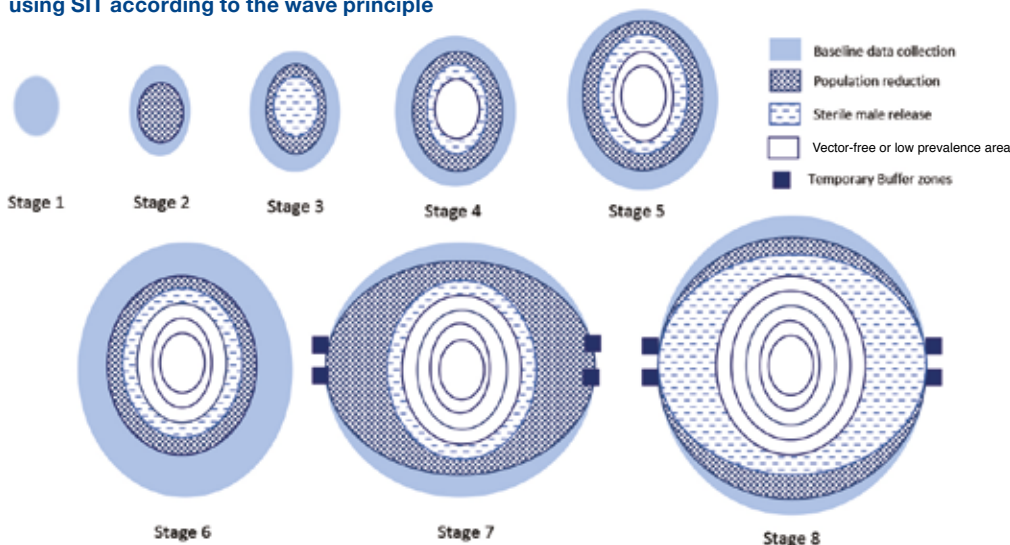 using SIT according to the wave principle
Baseline data collection
Population reduction
Sterile male release
Vector-free or low prevalence area
Temporary Buffer zones
Stage 1
Stage 2
Stage 3
Stage 4
Stage 5
Stage 6
Stage 7
Stage 8